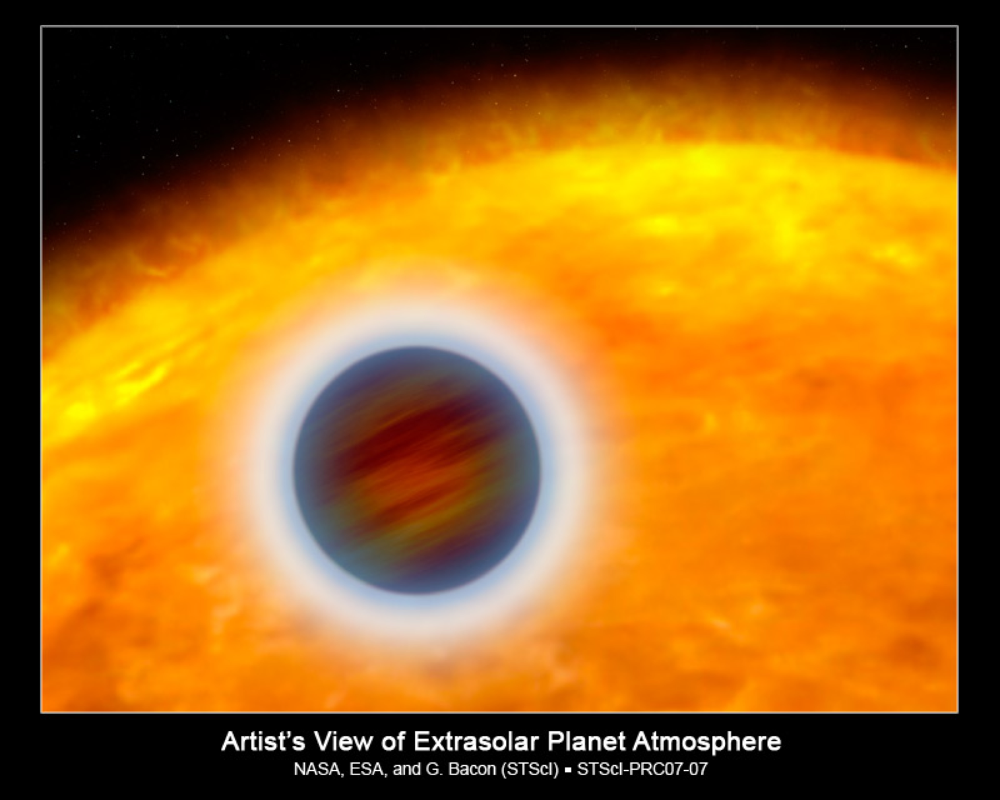 Artist’s View of Extrasolar Planet Atmosphere
NASA, ESA, and G. Bacon (STScI) ▪ STScI-PRC07-07